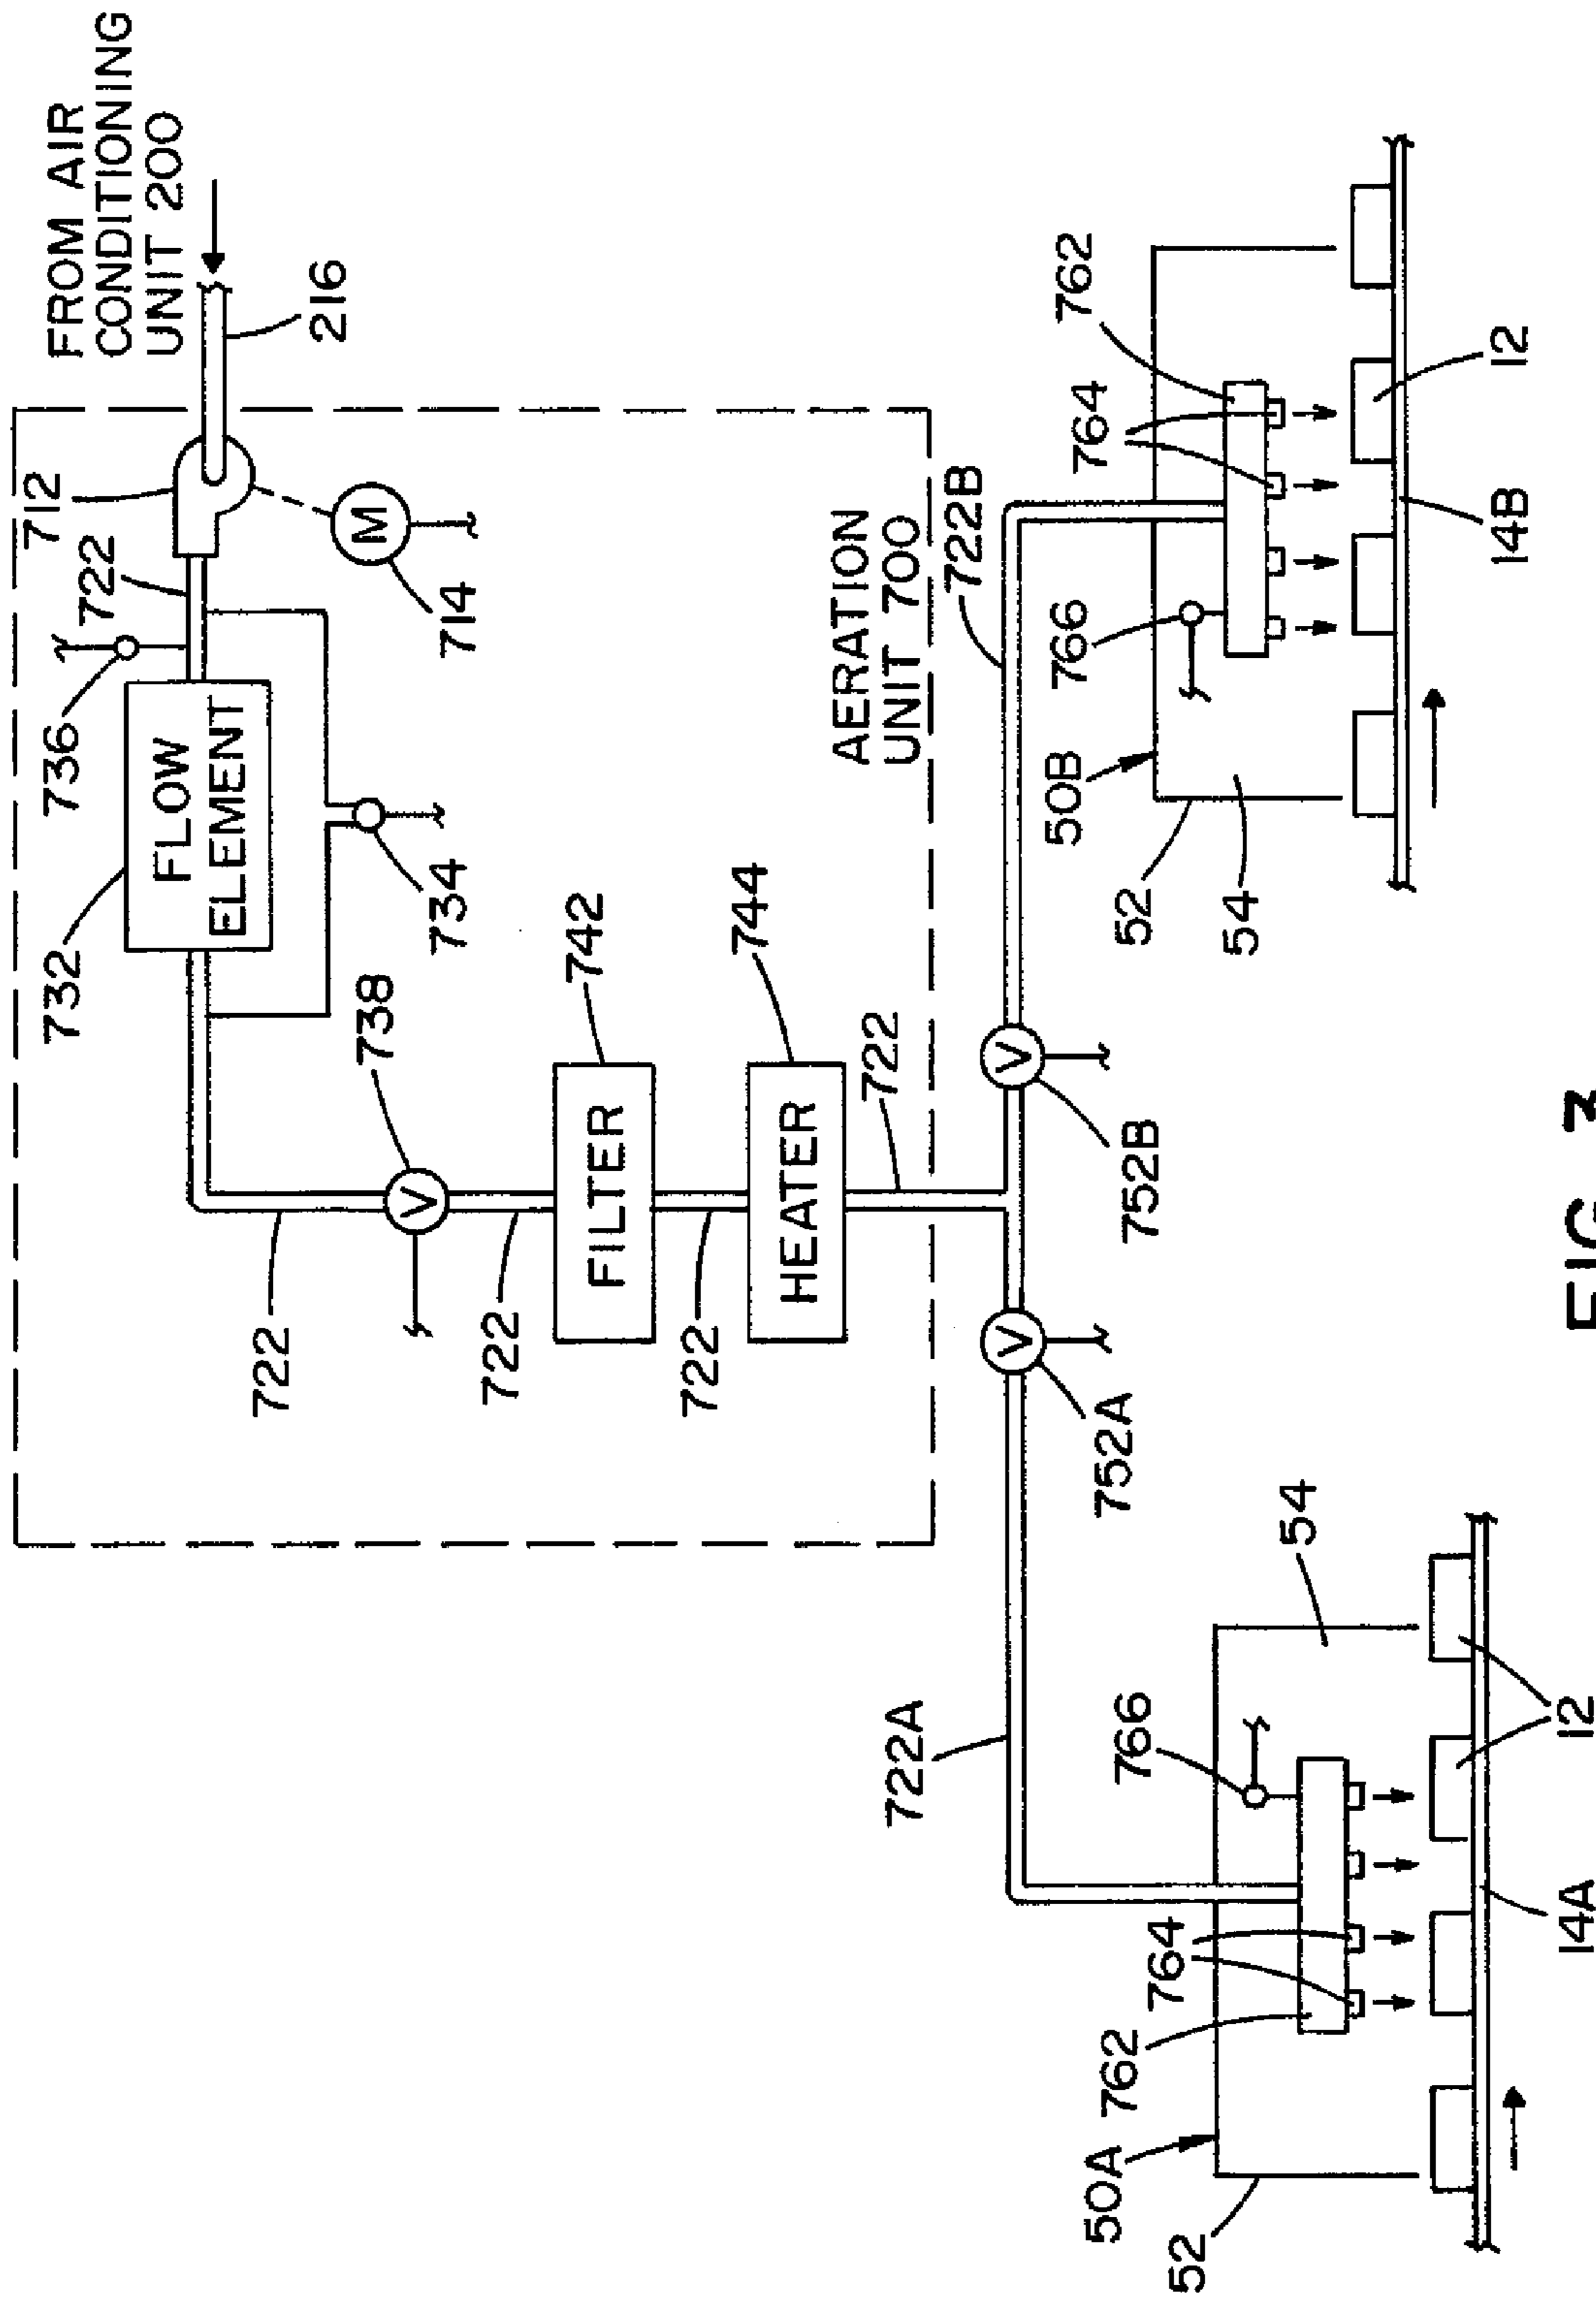 FROM AIR
CONDITIONING
UNIT 200
216
712
722
736
732
FLOW
ELEMENT
M
714
734
738
V
722
722
742
FILTER
722
744
HEATER
722
AERATION
UNIT 700
722B
V
752B
V
752A
722A
50B
52
54
766
764
762
12
14B
50A
52
762
764
766
54
12
14A
FIG. 3